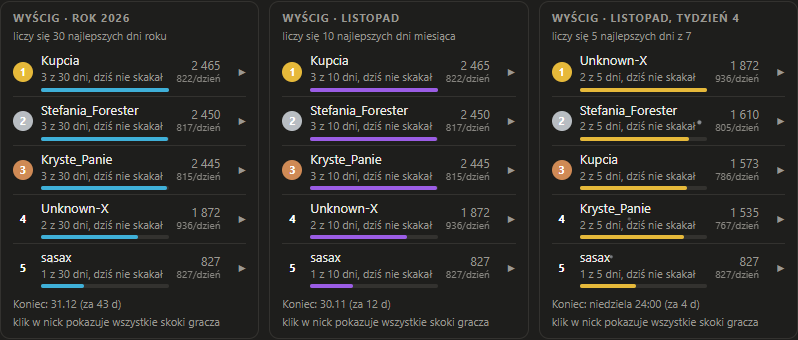 WYŚCIG · ROK 2026
liczy się 30 najlepszych dni roku
1 Kupcia 2 465
3 z 30 dni, dziś nie skakał 822/dzień ▶
2 Stefania_Forester 2 450
3 z 30 dni, dziś nie skakał 817/dzień ▶
3 Kryste_Panie 2 445
3 z 30 dni, dziś nie skakał 815/dzień ▶
4 Unknown-X 1 872
2 z 30 dni, dziś nie skakał 936/dzień ▶
5 sasax 827
1 z 30 dni, dziś nie skakał 827/dzień ▶
Koniec: 31.12 (za 43 d)
klik w nick pokazuje wszystkie skoki gracza
WYŚCIG · LISTOPAD
liczy się 10 najlepszych dni miesiąca
1 Kupcia 2 465
3 z 10 dni, dziś nie skakał 822/dzień ▶
2 Stefania_Forester 2 450
3 z 10 dni, dziś nie skakał 817/dzień ▶
3 Kryste_Panie 2 445
3 z 10 dni, dziś nie skakał 815/dzień ▶
4 Unknown-X 1 872
2 z 10 dni, dziś nie skakał 936/dzień ▶
5 sasax 827
1 z 10 dni, dziś nie skakał 827/dzień ▶
Koniec: 30.11 (za 12 d)
klik w nick pokazuje wszystkie skoki gracza
WYŚCIG · LISTOPAD, TYDZIEŃ 4
liczy się 5 najlepszych dni z 7
1 Unknown-X 1 872
2 z 5 dni, dziś nie skakał 936/dzień ▶
2 Stefania_Forester 1 610
2 z 5 dni, dziś nie skakał 805/dzień ▶
3 Kupcia 1 573
2 z 5 dni, dziś nie skakał 786/dzień ▶
4 Kryste_Panie 1 535
2 z 5 dni, dziś nie skakał 767/dzień ▶
5 sasax 827
1 z 5 dni, dziś nie skakał 827/dzień ▶
Koniec: niedziela 24:00 (za 4 d)
klik w nick pokazuje wszystkie skoki gracza